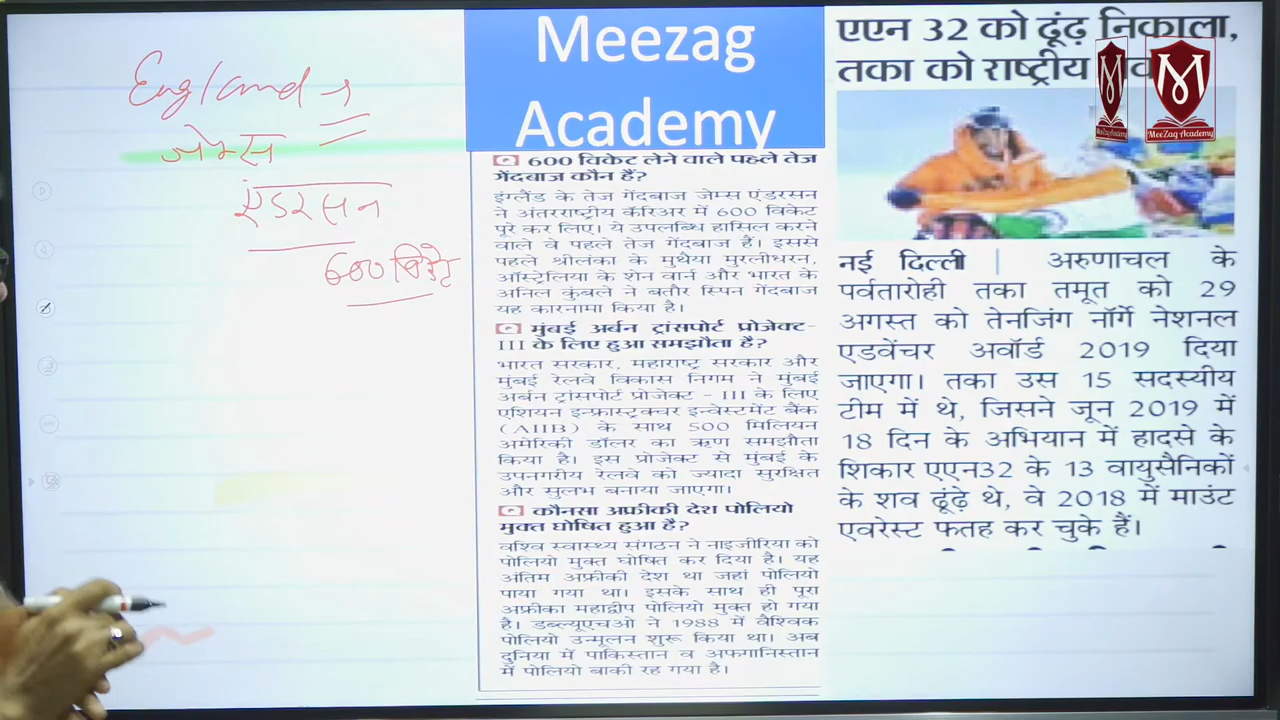 England
जेम्स
एंडरसन
600 विकेट
Meezag
Academy
600 विकेट लेने वाले पहले तेज
गेंदबाज कौन हैं?
इंग्लैंड के तेज गेंदबाज जेम्स एंडरसन
ने अंतरराष्ट्रीय करिअर में 600 विकेट
पूरे कर लिए। ये उपलब्धि हासिल करने
वाले वे पहले तेज गेंदबाज हैं। इससे
पहले श्रीलंका के मुथैया मुरलीधरन,
ऑस्ट्रेलिया के शेन वार्न और भारत के
अनिल कुंबले ने बतौर स्पिन गेंदबाज
यह कारनामा किया है।
मुंबई अर्बन ट्रांसपोर्ट प्रोजेक्ट-
III के लिए हुआ समझौता है?
भारत सरकार, महाराष्ट्र सरकार और
मुंबई रेलवे विकास निगम ने मुंबई
अर्बन ट्रांसपोर्ट प्रोजेक्ट - III के लिए
एशियन इन्फ्रास्ट्रक्चर इन्वेस्टमेंट बैंक
(AIIB) के साथ 500 मिलियन
अमेरिकी डॉलर का ऋण समझौता
किया है। इस प्रोजेक्ट से मुंबई के
उपनगरीय रेलवे को ज्यादा सुरक्षित
और सुलभ बनाया जाएगा।
कौनसा अफ्रीकी देश पोलियो
मुक्त घोषित हुआ है?
वश्वि स्वास्थ्य संगठन ने नाइजीरिया को
पोलियो मुक्त घोषित कर दिया है। यह
अंतिम अफ्रीकी देश था जहां पोलियो
पाया गया था। इसके साथ ही पूरा
अफ्रीका महाद्वीप पोलियो मुक्त हो गया
है। डब्ल्यूएचओ ने 1988 में वैश्विक
पोलियो उन्मूलन शुरू किया था। अब
दुनिया में पाकिस्तान व अफगानिस्तान
में पोलियो बाकी रह गया है।
एएन 32 को ढूंढ़ निकाला,
तका को राष्ट्रीय
MeeZag Academy
MeeZag Academy
नई दिल्ली | अरुणाचल के
पर्वतारोही तका तमूत को 29
अगस्त को तेनजिंग नॉर्गे नेशनल
एडवेंचर अवॉर्ड 2019 दिया
जाएगा। तका उस 15 सदस्यीय
टीम में थे, जिसने जून 2019 में
18 दिन के अभियान में हादसे के
शिकार एएन32 के 13 वायुसैनिकों
के शव ढूंढ़े थे, वे 2018 में माउंट
एवरेस्ट फतह कर चुके हैं।